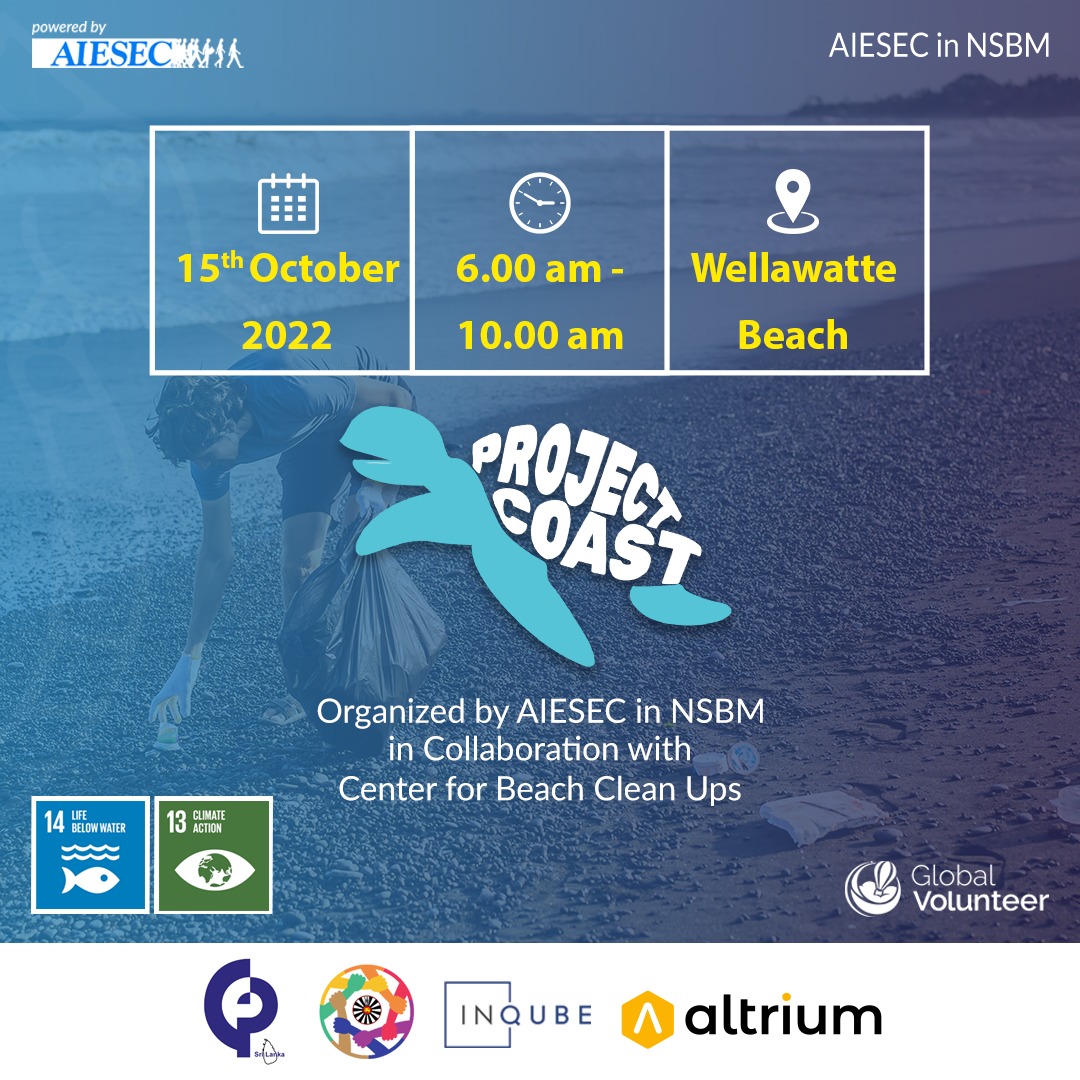 powered by
AIESEC
AIESEC in NSBM
15th October
2022
6.00 am -
10.00 am
Wellawatte
Beach
PROJECT
COAST
Organized by AIESEC in NSBM
in Collaboration with
Center for Beach Clean Ups
14 LIFE
BELOW WATER
13 CLIMATE
ACTION
Global
Volunteer
Sri Lanka
INQUBE
altrium